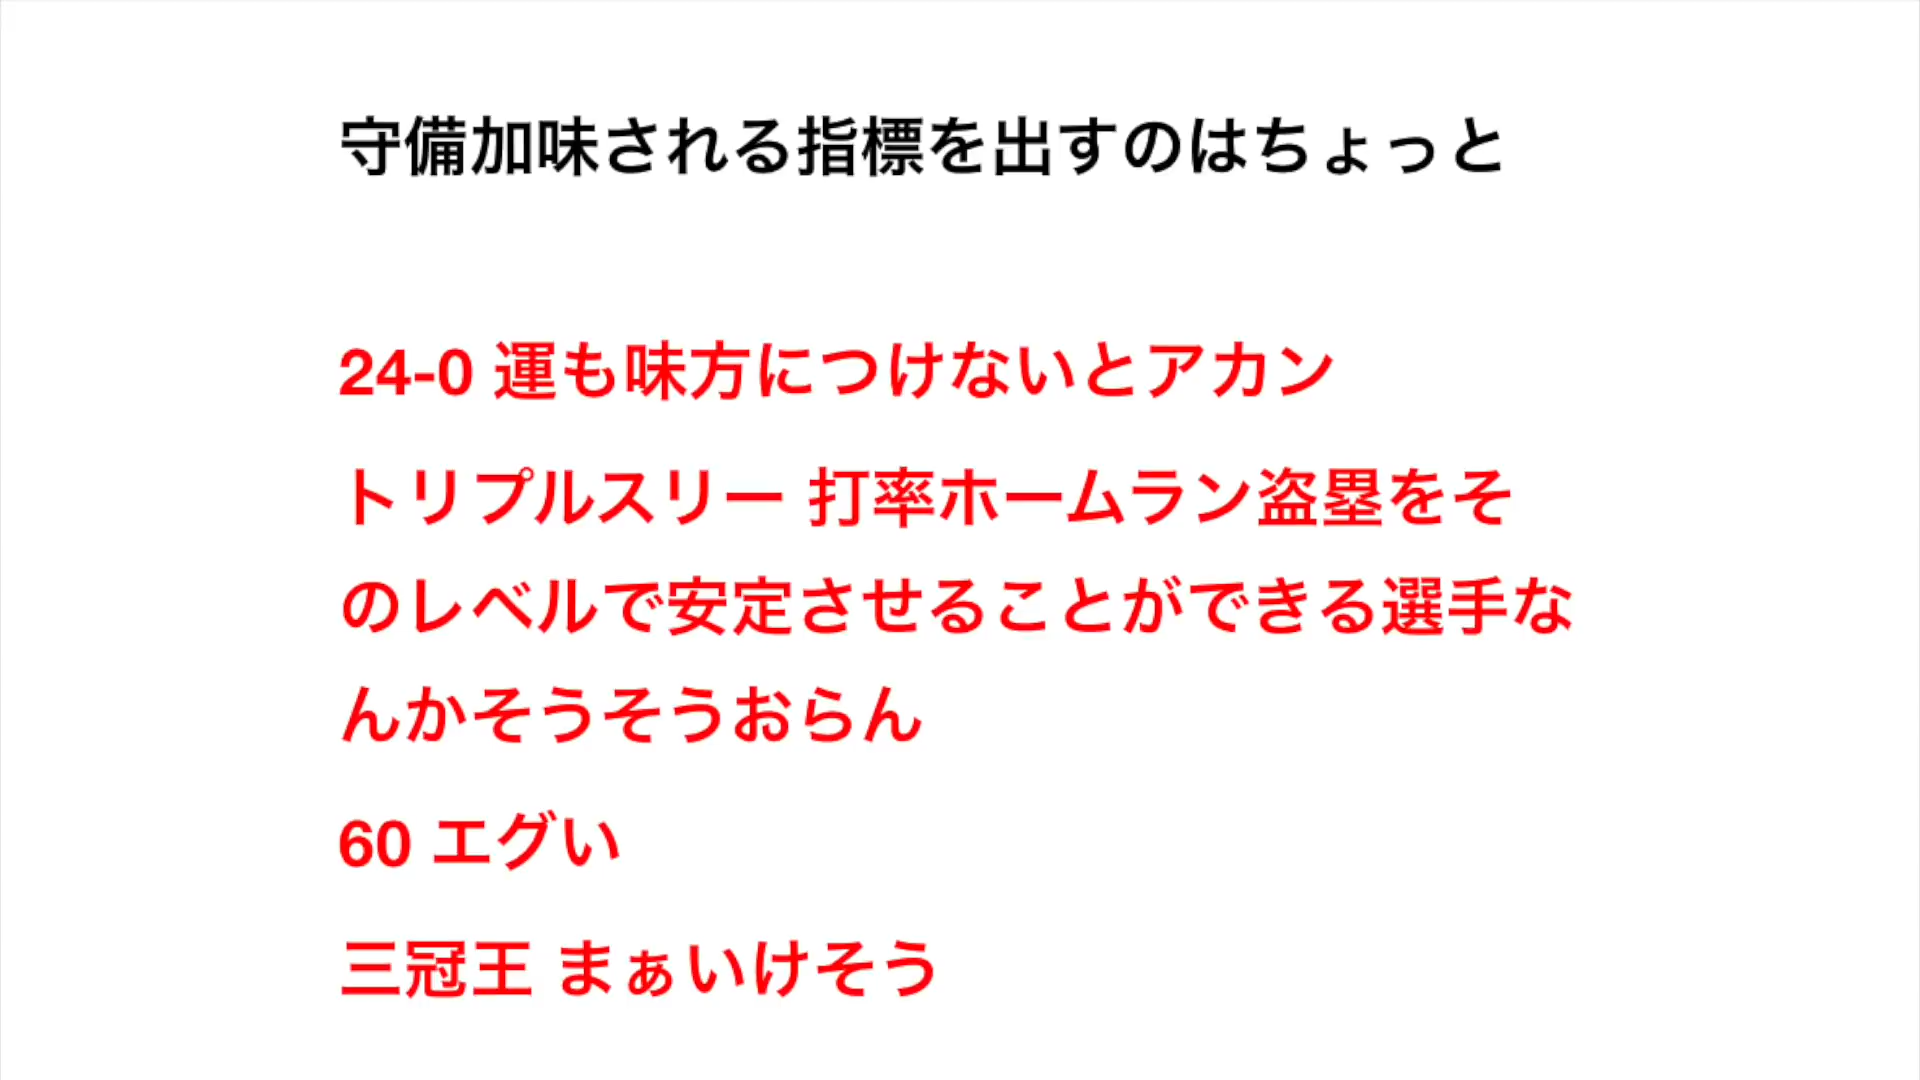 守備加味される指標を出すのはちょっと
24-0 運も味方につけないとアカン
トリプルスリー 打率ホームラン盗塁をそ
のレベルで安定させることができる選手な
んかそうそうおらん
60 エグい
三冠王 まぁいけそう